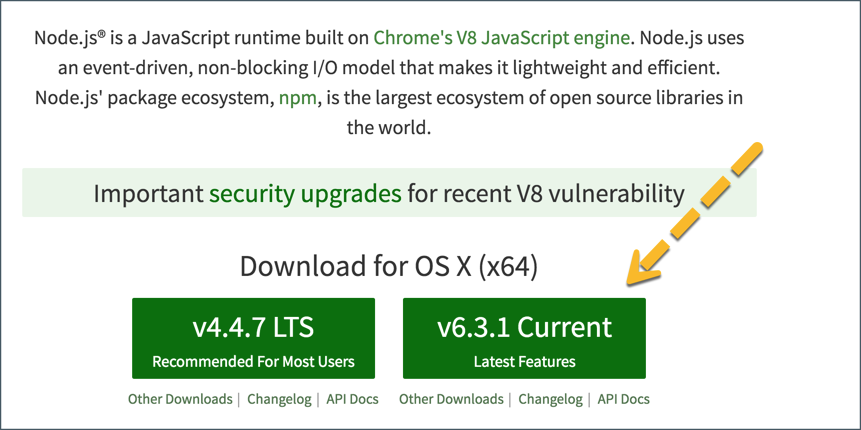 Node.js® is a JavaScript runtime built on Chrome's V8 JavaScript engine. Node.js uses
an event-driven, non-blocking I/O model that makes it lightweight and efficient.
Node.js' package ecosystem, npm, is the largest ecosystem of open source libraries in
the world.
Important security upgrades for recent V8 vulnerability
Download for OS X (x64)
v4.4.7 LTS
Recommended For Most Users
v6.3.1 Current
Latest Features
Other Downloads | Changelog | API Docs
Other Downloads | Changelog | API Docs